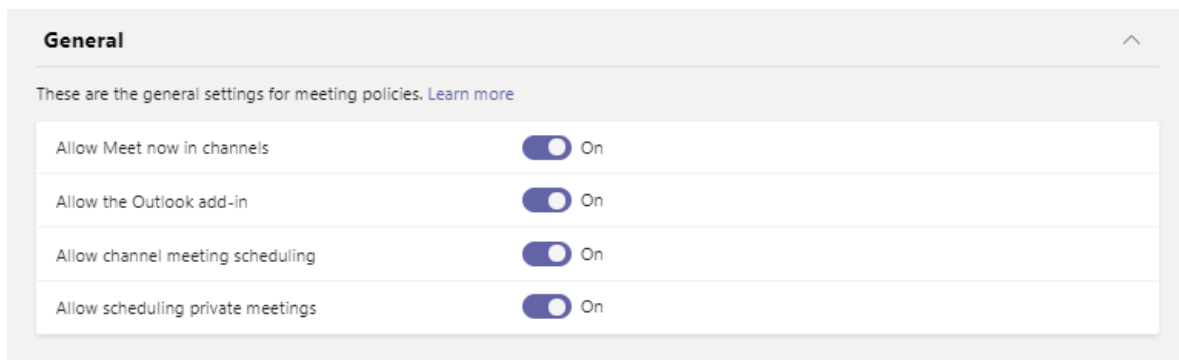 General
These are the general settings for meeting policies. Learn more
Allow Meet now in channels On
Allow the Outlook add-in On
Allow channel meeting scheduling On
Allow scheduling private meetings On